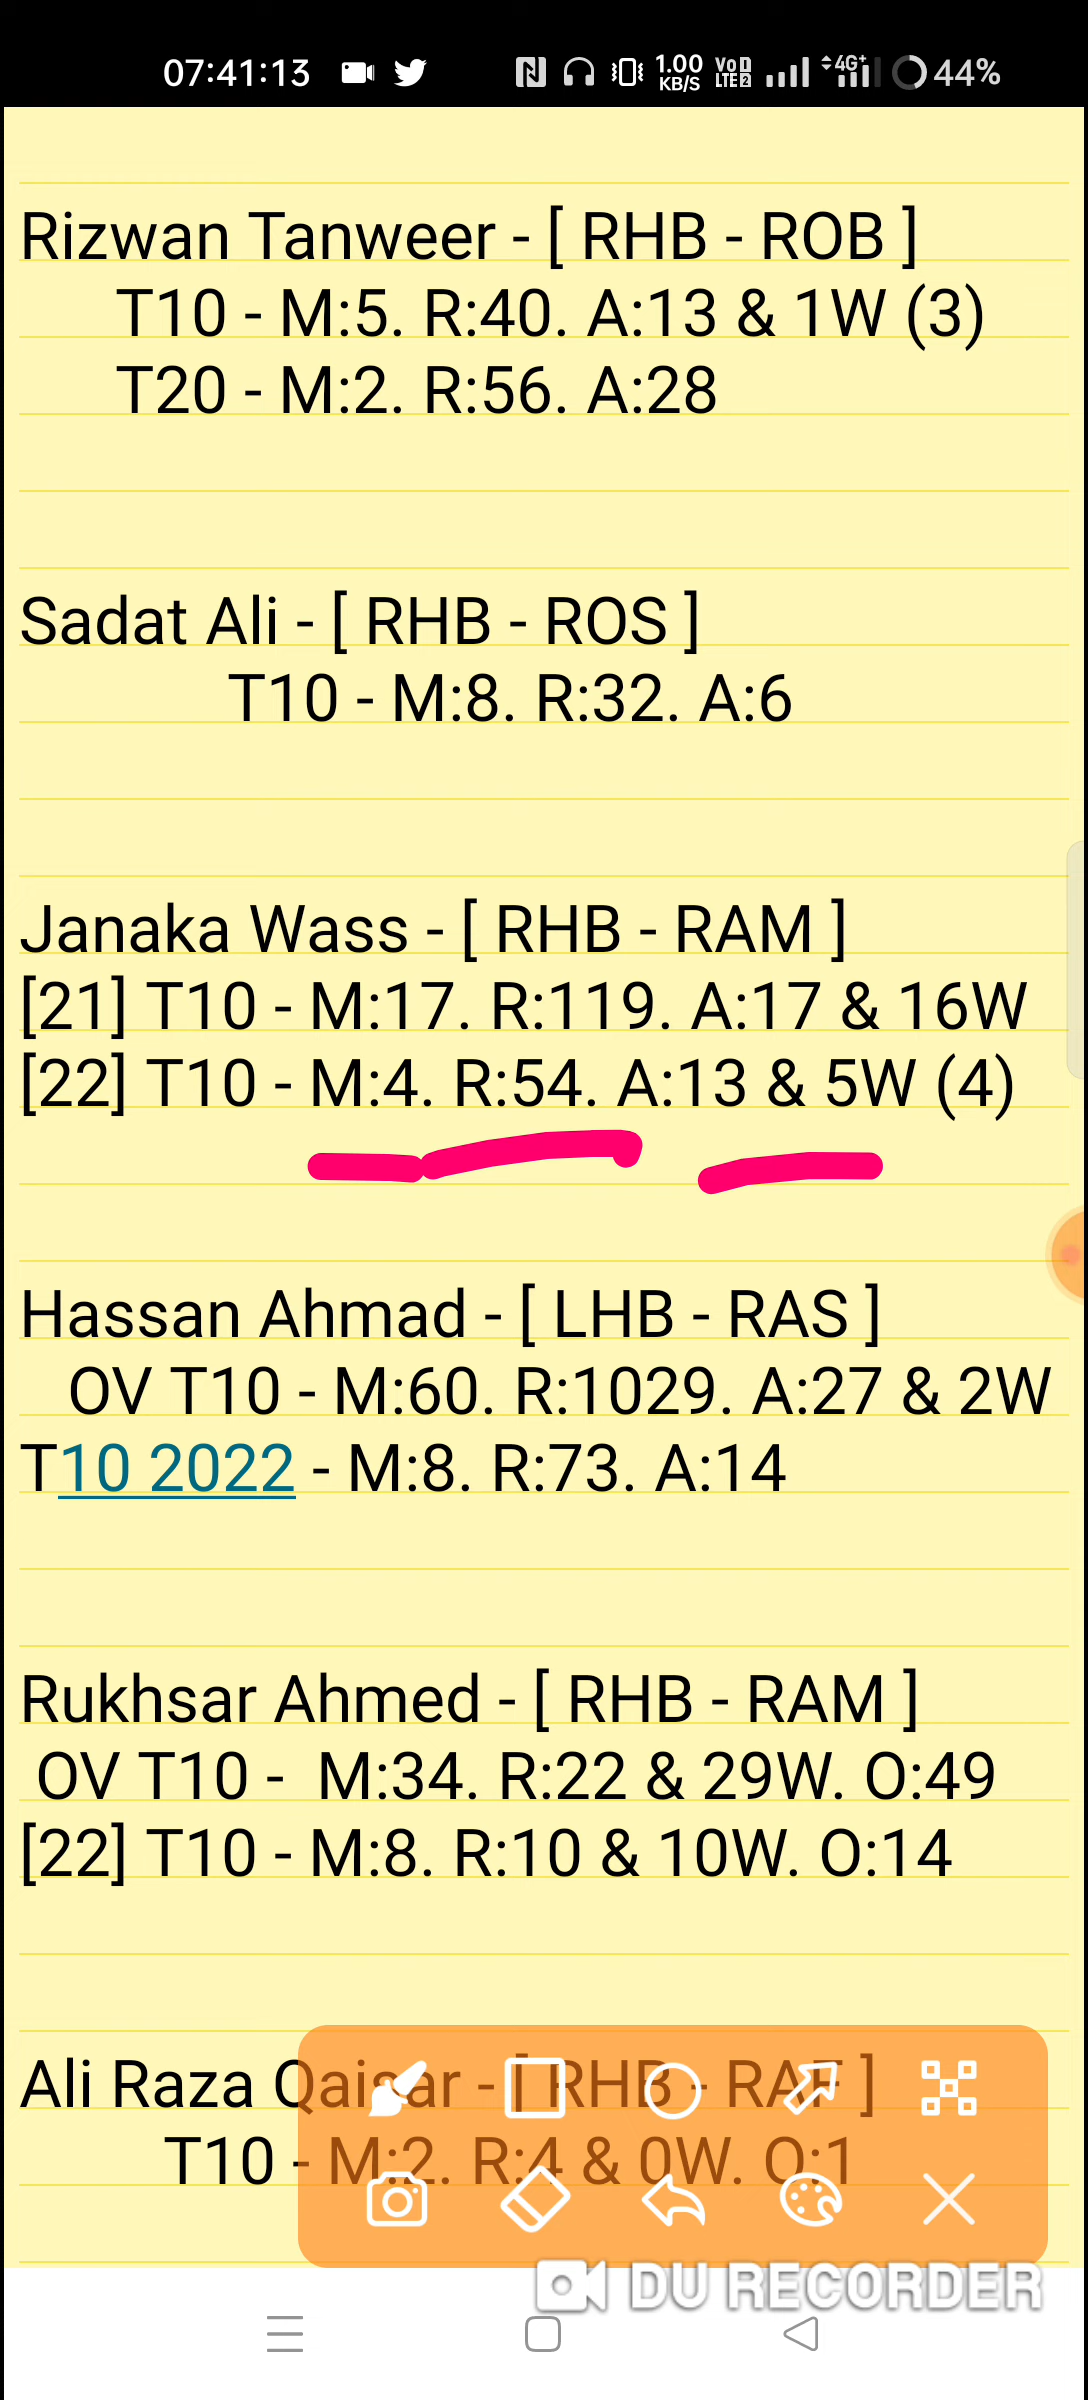 07:41:13 1.00 KB/S VoD LTE2 4G+ 44%
Rizwan Tanweer - [ RHB - ROB ]
T10 - M:5. R:40. A:13 & 1W (3)
T20 - M:2. R:56. A:28
Sadat Ali - [ RHB - ROS ]
T10 - M:8. R:32. A:6
Janaka Wass - [ RHB - RAM ]
[21] T10 - M:17. R:119. A:17 & 16W
[22] T10 - M:4. R:54. A:13 & 5W (4)
Hassan Ahmad - [ LHB - RAS ]
OV T10 - M:60. R:1029. A:27 & 2W
T10 2022 - M:8. R:73. A:14
Rukhsar Ahmed - [ RHB - RAM ]
OV T10 - M:34. R:22 & 29W. O:49
[22] T10 - M:8. R:10 & 10W. O:14
Ali Raza Qaisar - [ RHB - RAF ]
T10 - M:2. R:4 & 0W. O:1
DU RECORDER